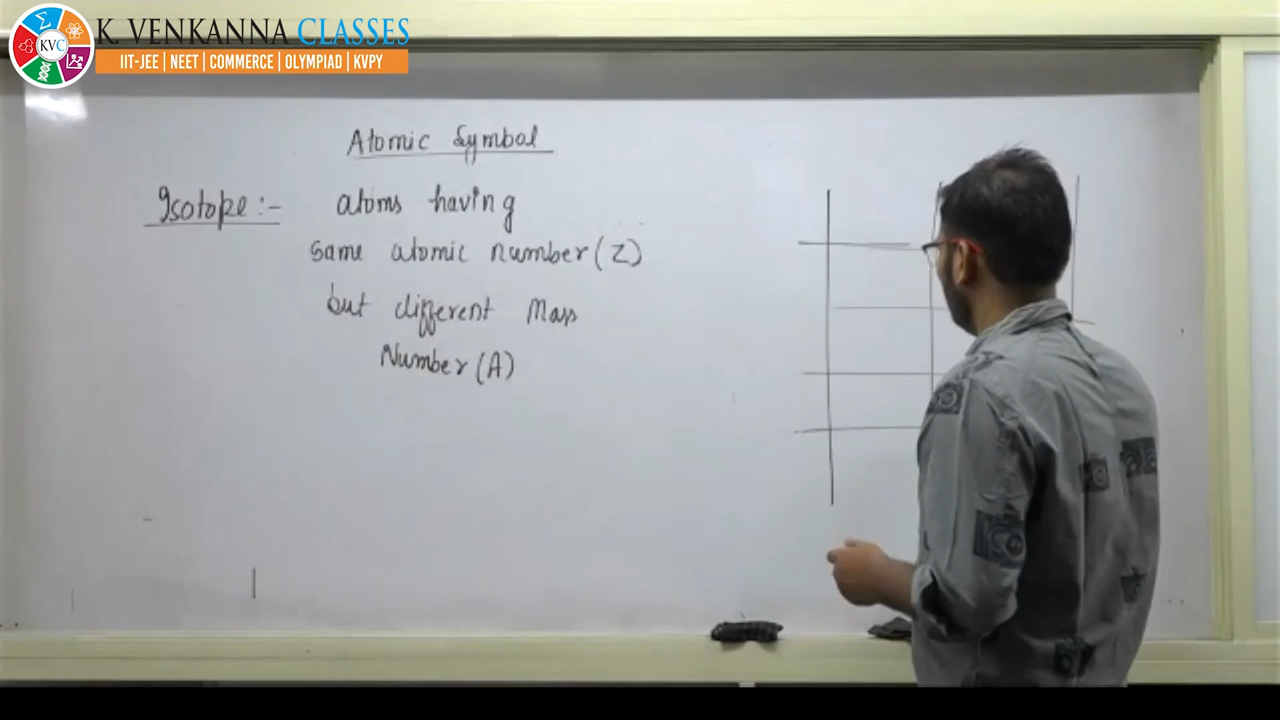 K. VENKANNA CLASSES
KVC
IIT-JEE | NEET | COMMERCE | OLYMPIAD | KVPY
Atomic Symbol
Isotope :- atoms having
same atomic number (Z)
but different Mass
Number (A)